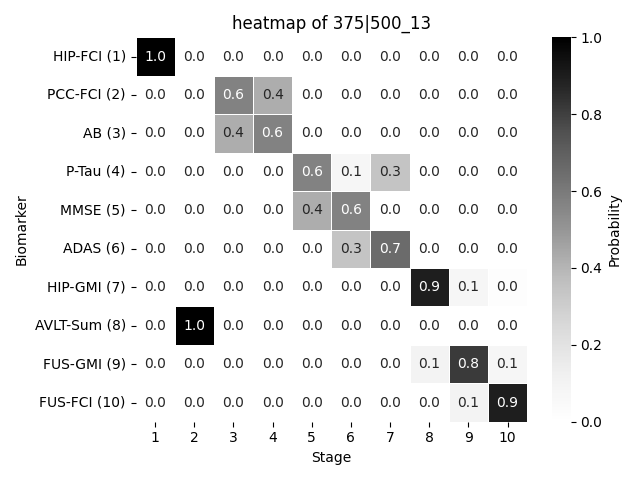 heatmap of 375|500_13
HIP-FCI (1) 1.0 0.0 0.0 0.0 0.0 0.0 0.0 0.0 0.0 0.0
PCC-FCI (2) 0.0 0.0 0.6 0.4 0.0 0.0 0.0 0.0 0.0 0.0
AB (3) 0.0 0.0 0.4 0.6 0.0 0.0 0.0 0.0 0.0 0.0
P-Tau (4) 0.0 0.0 0.0 0.0 0.6 0.1 0.3 0.0 0.0 0.0
MMSE (5) 0.0 0.0 0.0 0.0 0.4 0.6 0.0 0.0 0.0 0.0
ADAS (6) 0.0 0.0 0.0 0.0 0.0 0.3 0.7 0.0 0.0 0.0
HIP-GMI (7) 0.0 0.0 0.0 0.0 0.0 0.0 0.0 0.9 0.1 0.0
AVLT-Sum (8) 0.0 1.0 0.0 0.0 0.0 0.0 0.0 0.0 0.0 0.0
FUS-GMI (9) 0.0 0.0 0.0 0.0 0.0 0.0 0.0 0.1 0.8 0.1
FUS-FCI (10) 0.0 0.0 0.0 0.0 0.0 0.0 0.0 0.0 0.1 0.9
1 2 3 4 5 6 7 8 9 10
Stage
Biomarker
1.0
0.8
0.6
0.4
0.2
0.0
Probability